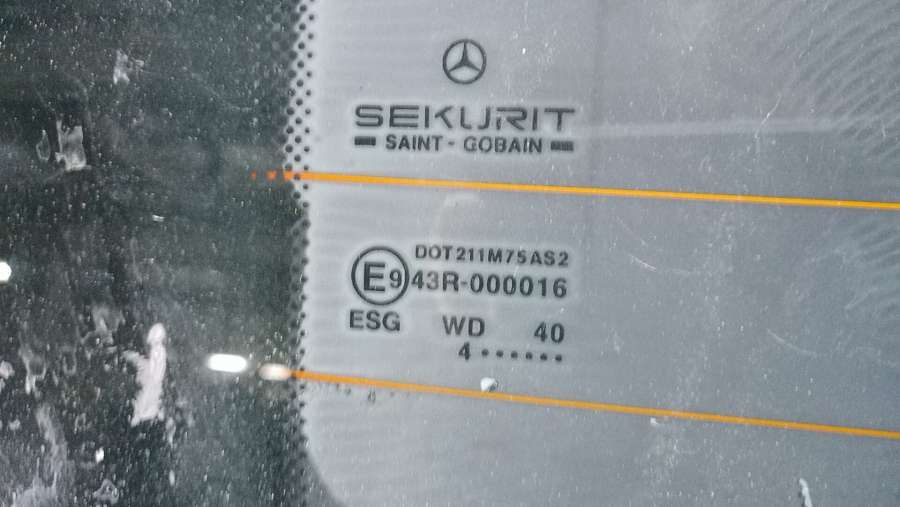 SEKURIT
SAINT - GOBAIN
DOT211M75AS2
E9 43R-000016
ESG WD 40
4 ••••••